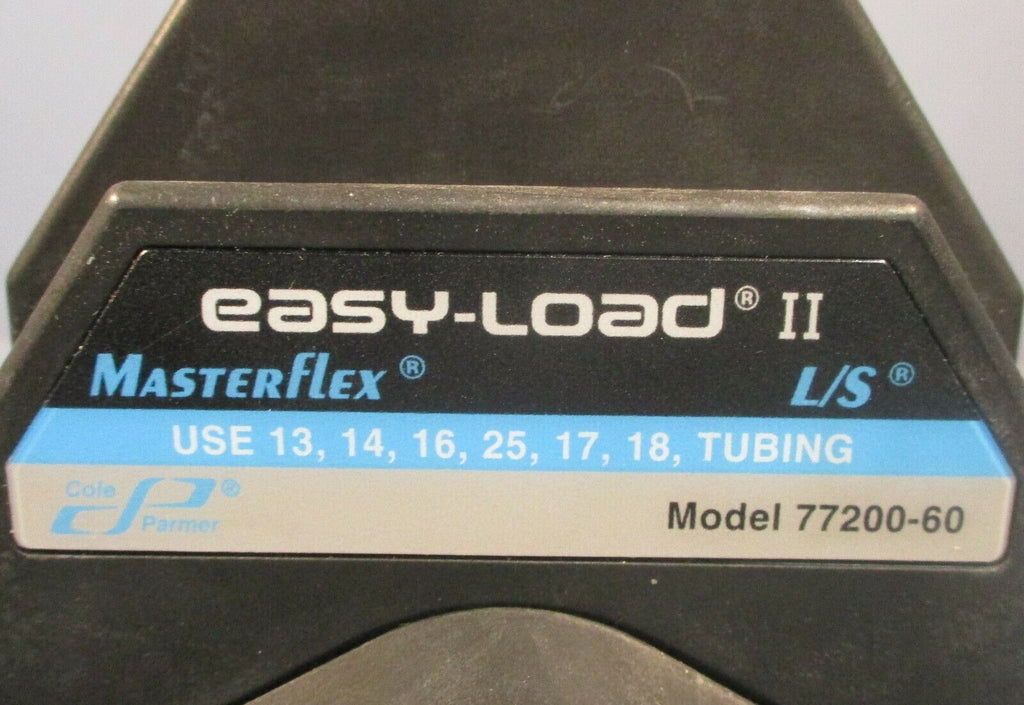 easy-Load® II
MASTERflex® L/S®
USE 13, 14, 16, 25, 17, 18, TUBING
Cole Parmer®
Model 77200-60